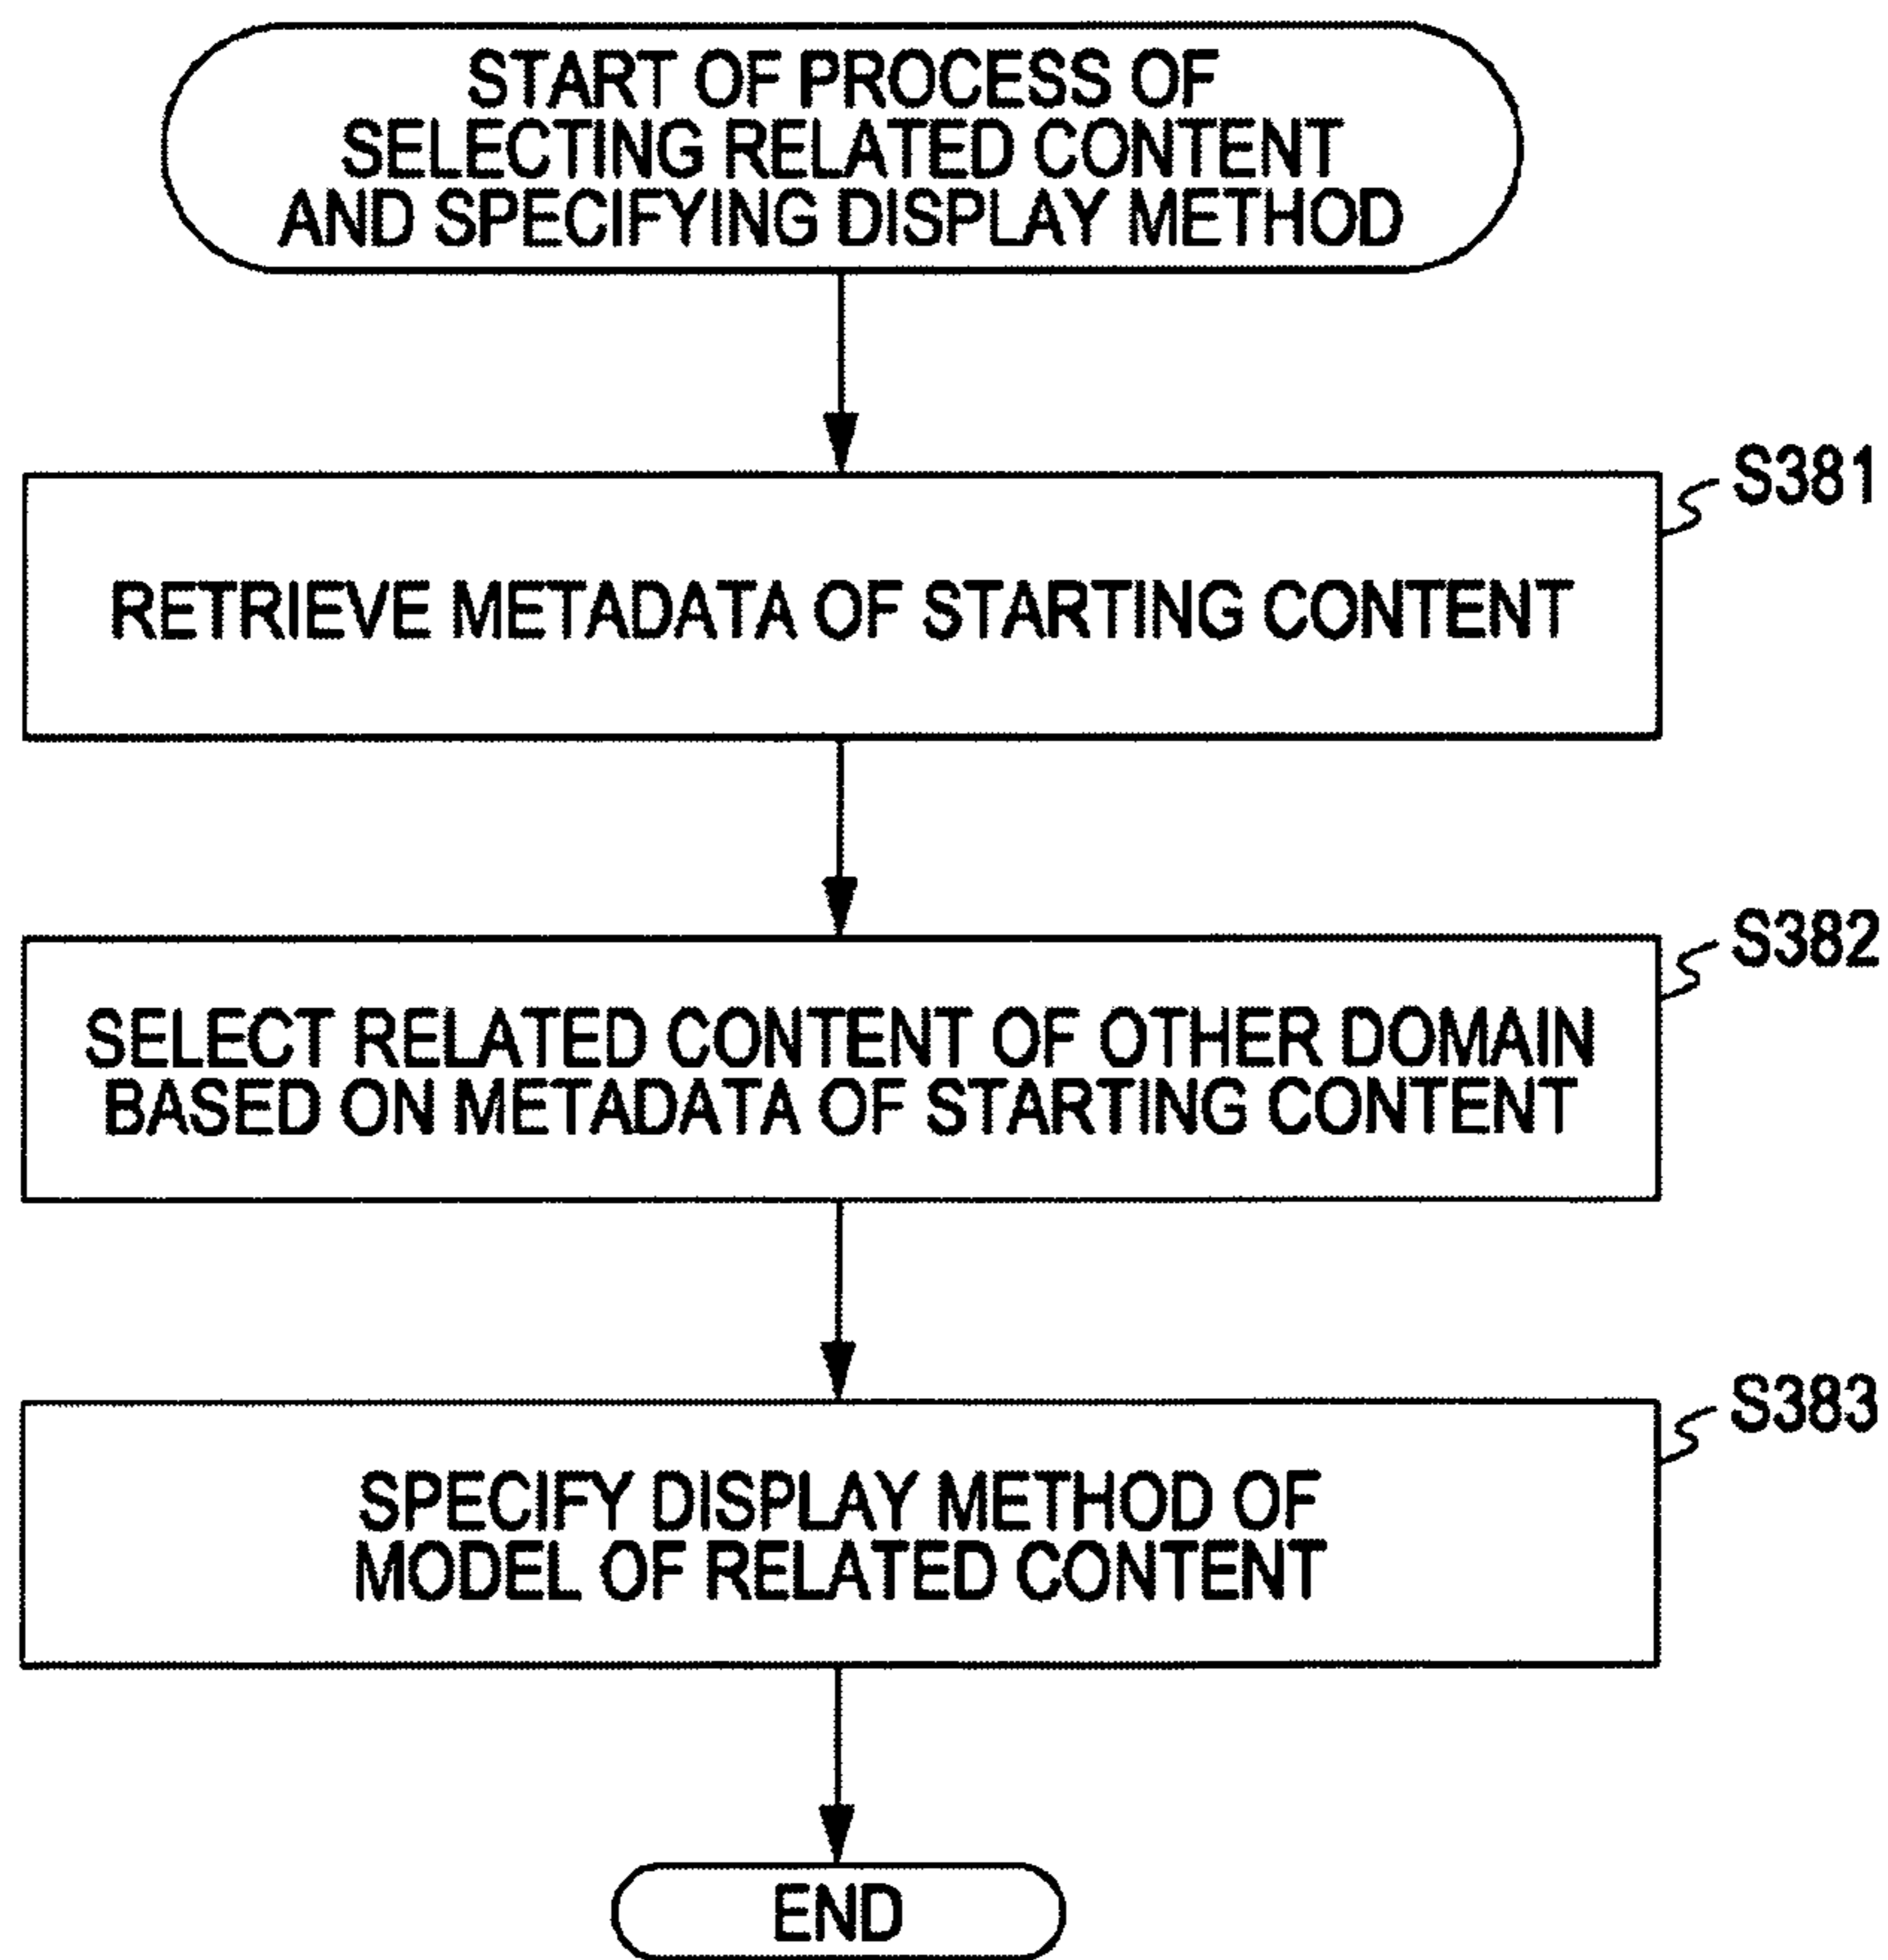 START OF PROCESS OF
SELECTING RELATED CONTENT
AND SPECIFYING DISPLAY METHOD
S381
RETRIEVE METADATA OF STARTING CONTENT
S382
SELECT RELATED CONTENT OF OTHER DOMAIN
BASED ON METADATA OF STARTING CONTENT
S383
SPECIFY DISPLAY METHOD OF
MODEL OF RELATED CONTENT
END